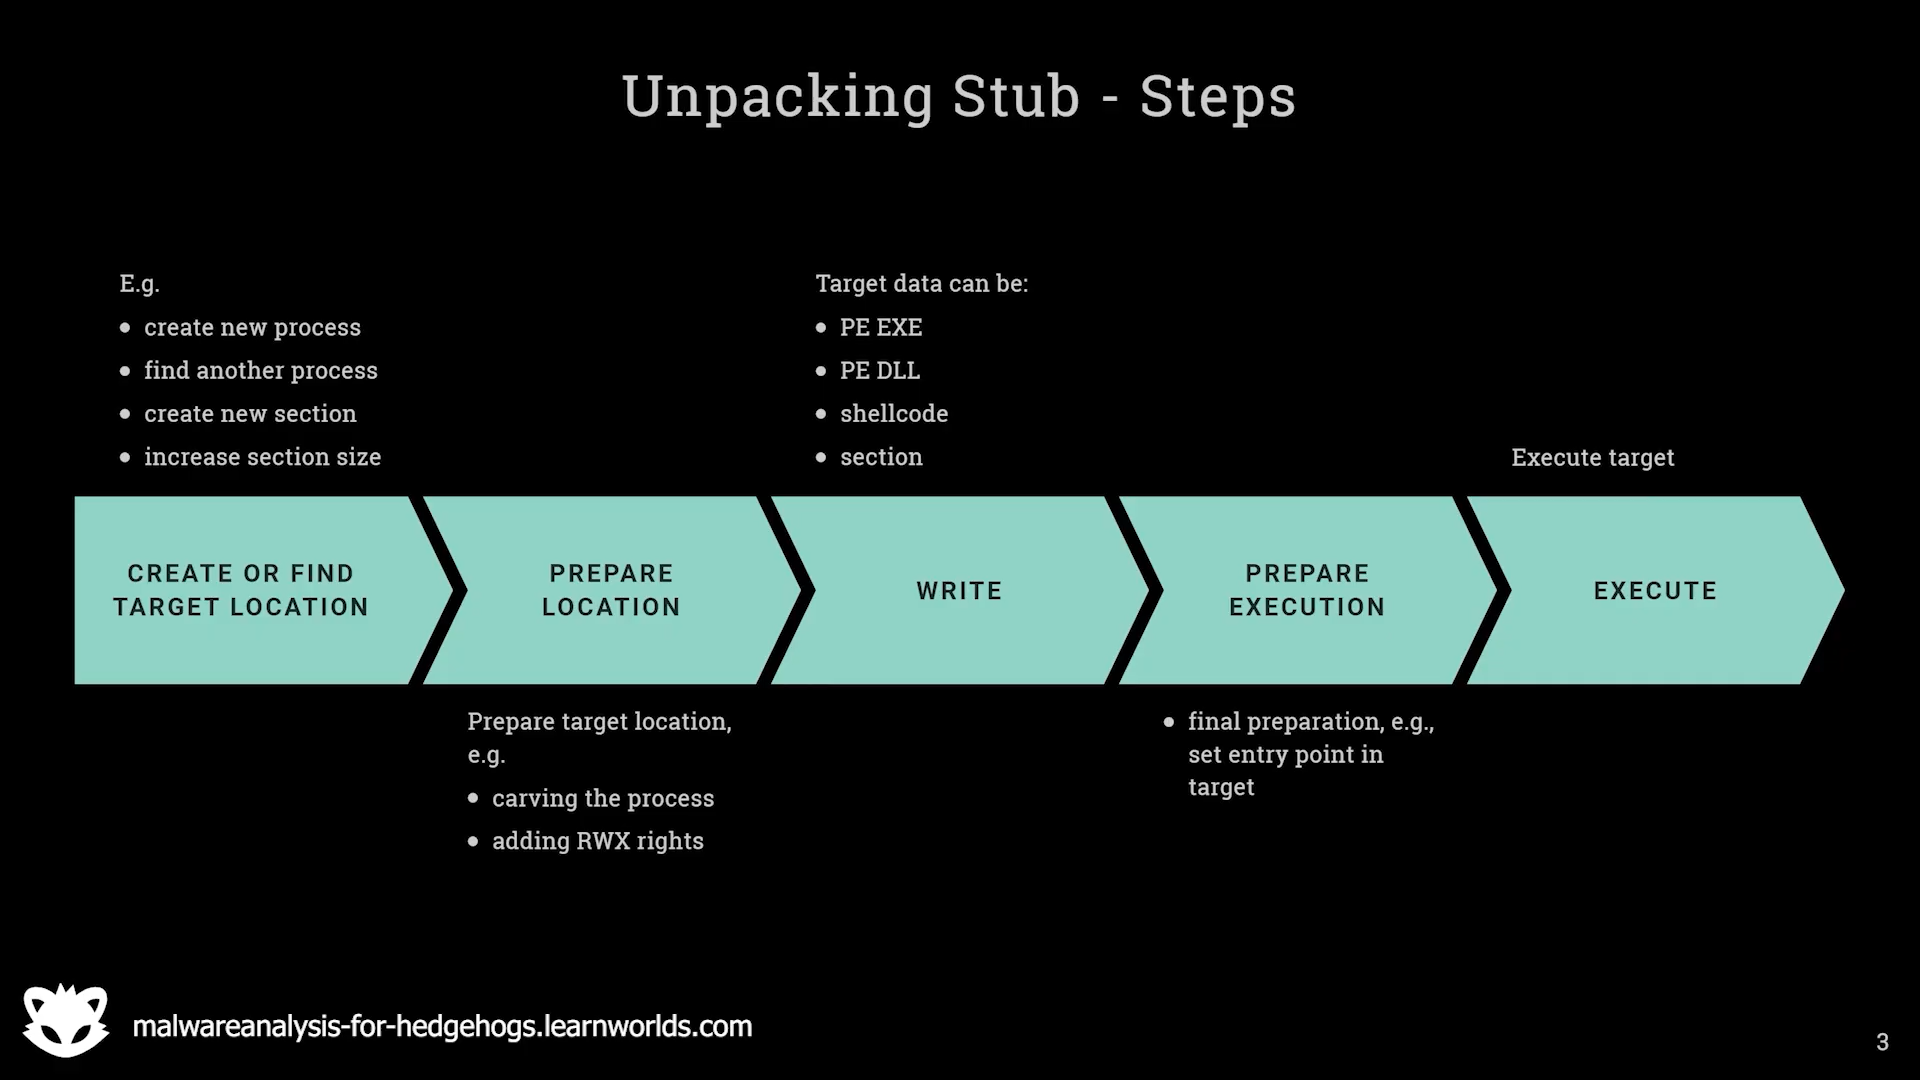 Unpacking Stub - Steps
E.g.
• create new process
• find another process
• create new section
• increase section size
Target data can be:
• PE EXE
• PE DLL
• shellcode
• section
Execute target
CREATE OR FIND
TARGET LOCATION
PREPARE
LOCATION
WRITE
PREPARE
EXECUTION
EXECUTE
Prepare target location,
e.g.
• carving the process
• adding RWX rights
• final preparation, e.g.,
set entry point in
target
malwareanalysis-for-hedgehogs.learnworlds.com
3